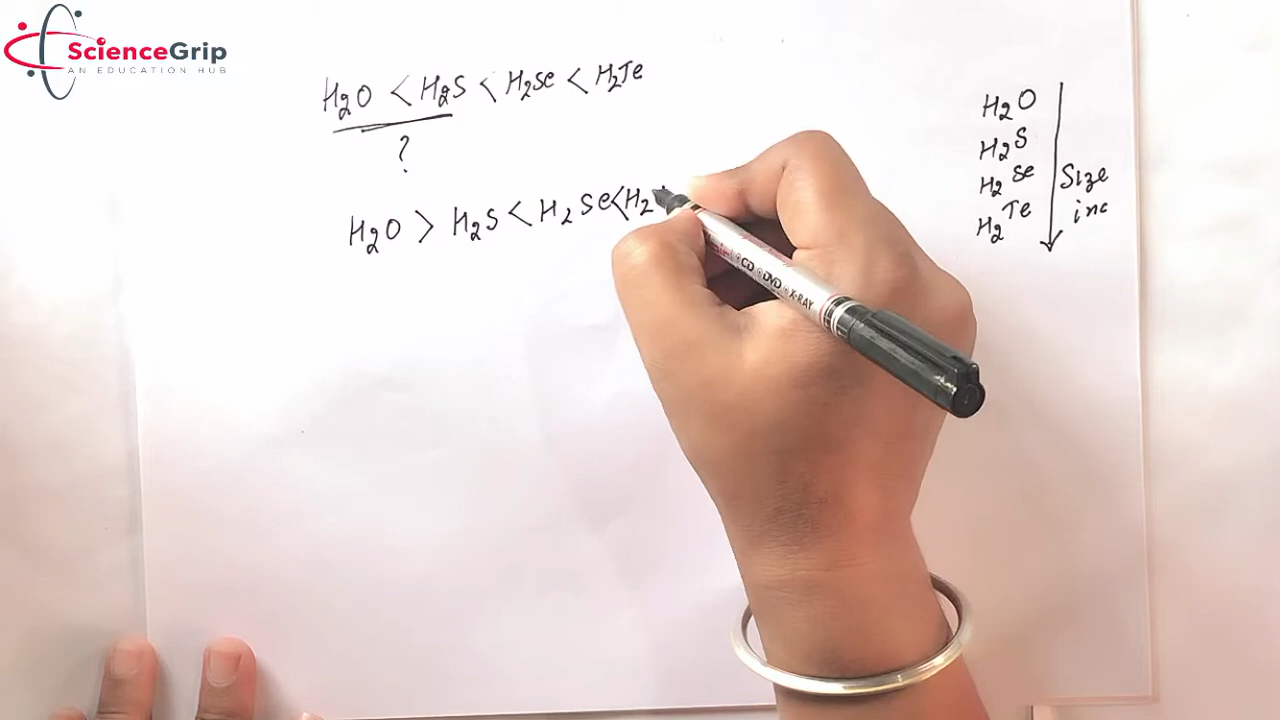 ScienceGrip
AN EDUCATION HUB
H₂O < H₂S < H₂Se < H₂Te
?
H₂O > H₂S < H₂Se < H₂
H₂O
H₂S
H₂Se
H₂Te
Size
inc
CD DVD X-RAY